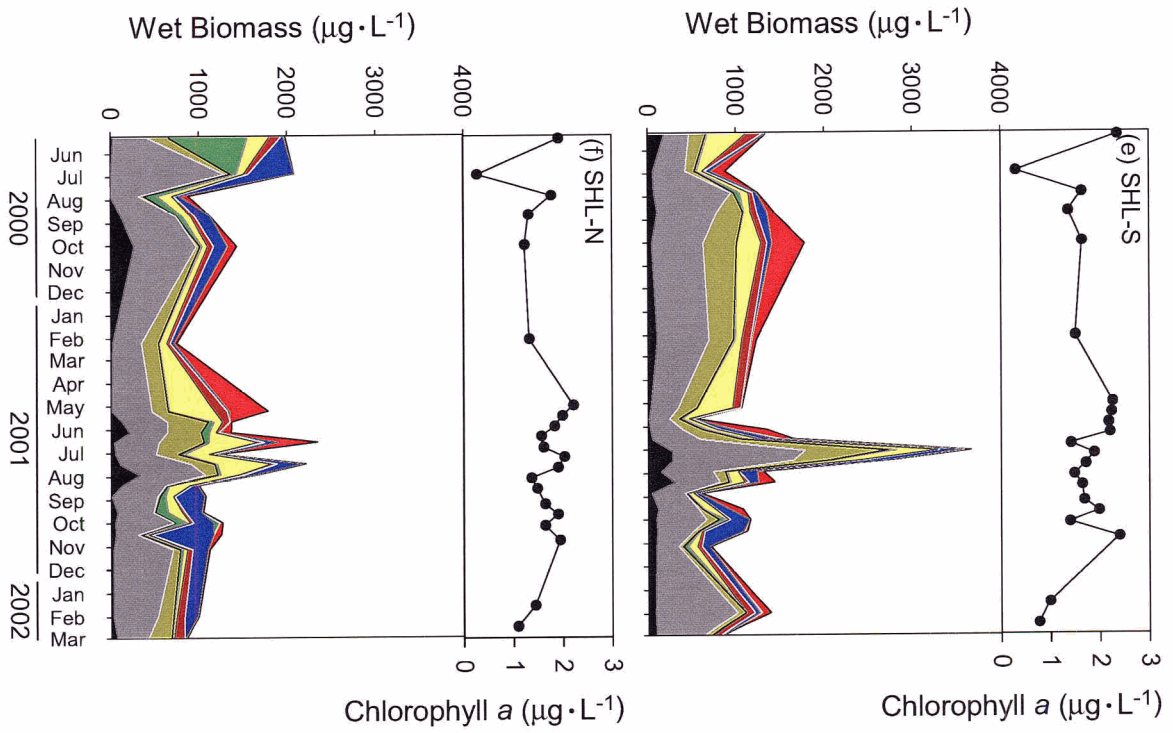 Wet Biomass (µg·L-1)
Wet Biomass (µg·L-1)
0
1000
2000
3000
4000
0
1000
2000
3000
4000
(f) SHL-N
(e) SHL-S
Jun
Jul
Aug
Sep
Oct
Nov
Dec
Jan
Feb
Mar
Apr
May
Jun
Jul
Aug
Sep
Oct
Nov
Dec
Jan
Feb
Mar
2000
2001
2002
0
1
2
3
0
1
2
3
Chlorophyll a (µg·L-1)
Chlorophyll a (µg·L-1)